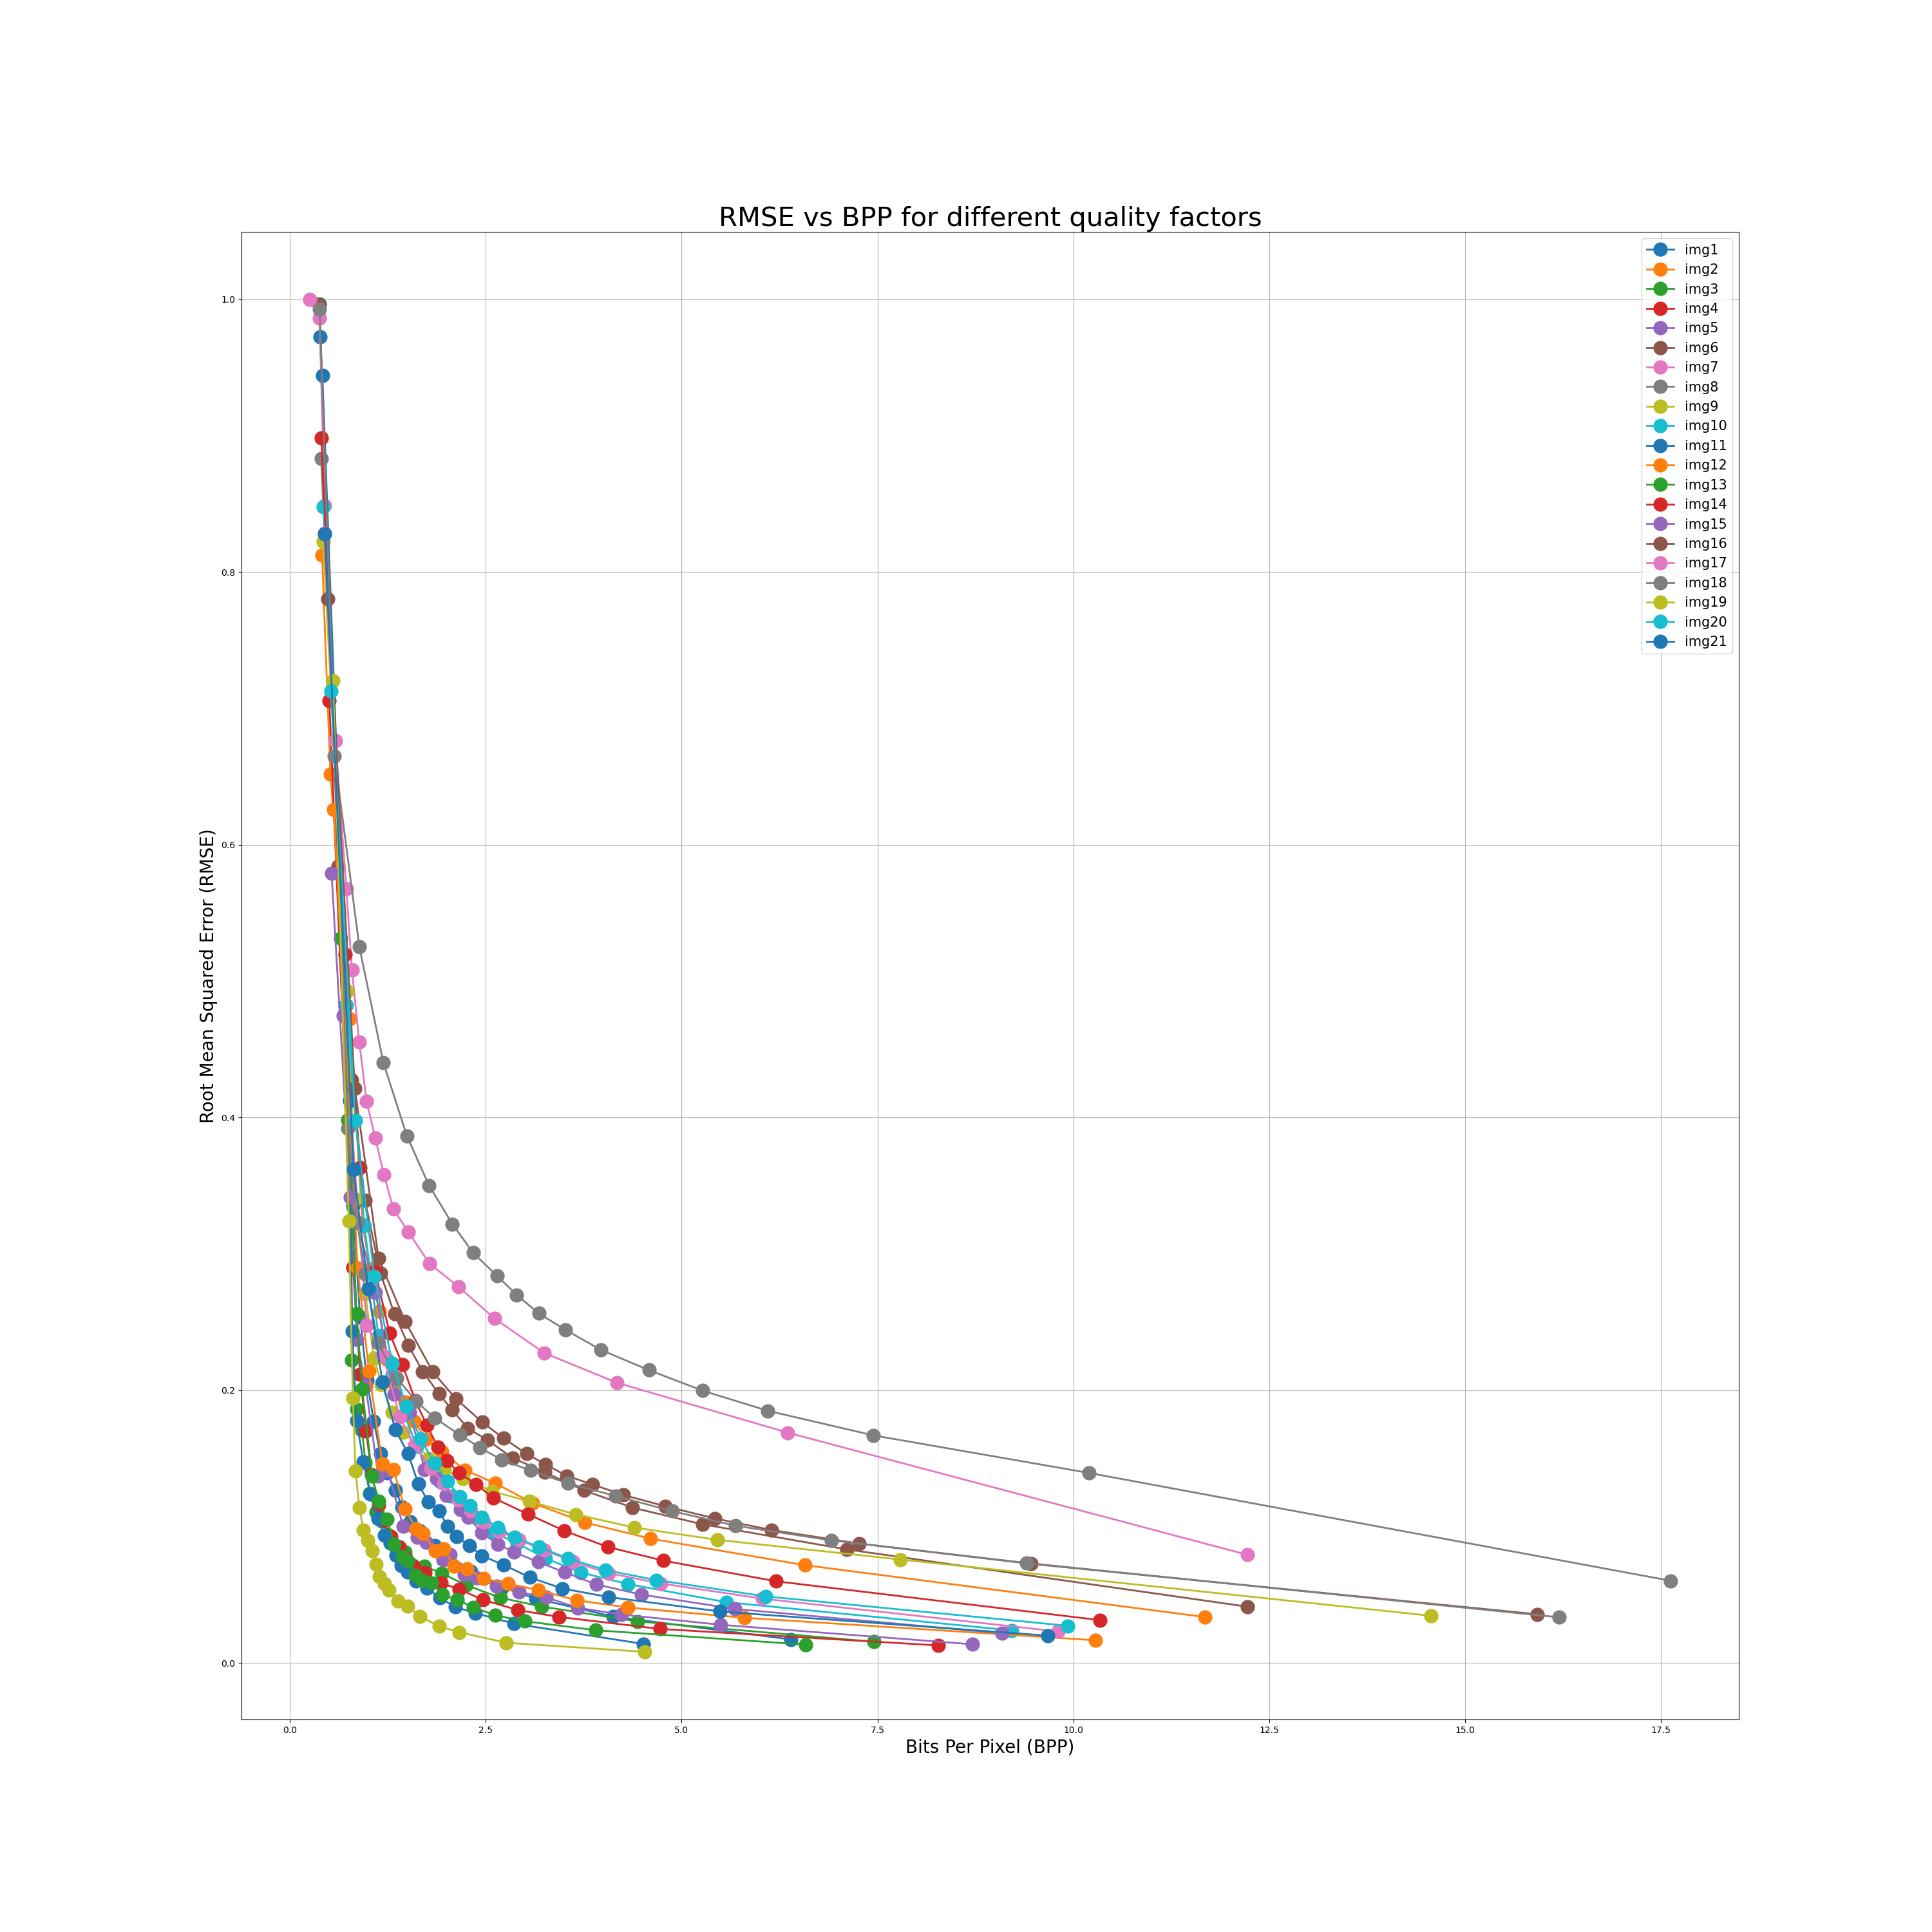 RMSE vs BPP for different quality factors
img1
img2
img3
img4
img5
img6
img7
img8
img9
img10
img11
img12
img13
img14
img15
img16
img17
img18
img19
img20
img21
1.0
0.8
0.6
0.4
0.2
0.0
Root Mean Squared Error (RMSE)
0.0 2.5 5.0 7.5 10.0 12.5 15.0 17.5
Bits Per Pixel (BPP)